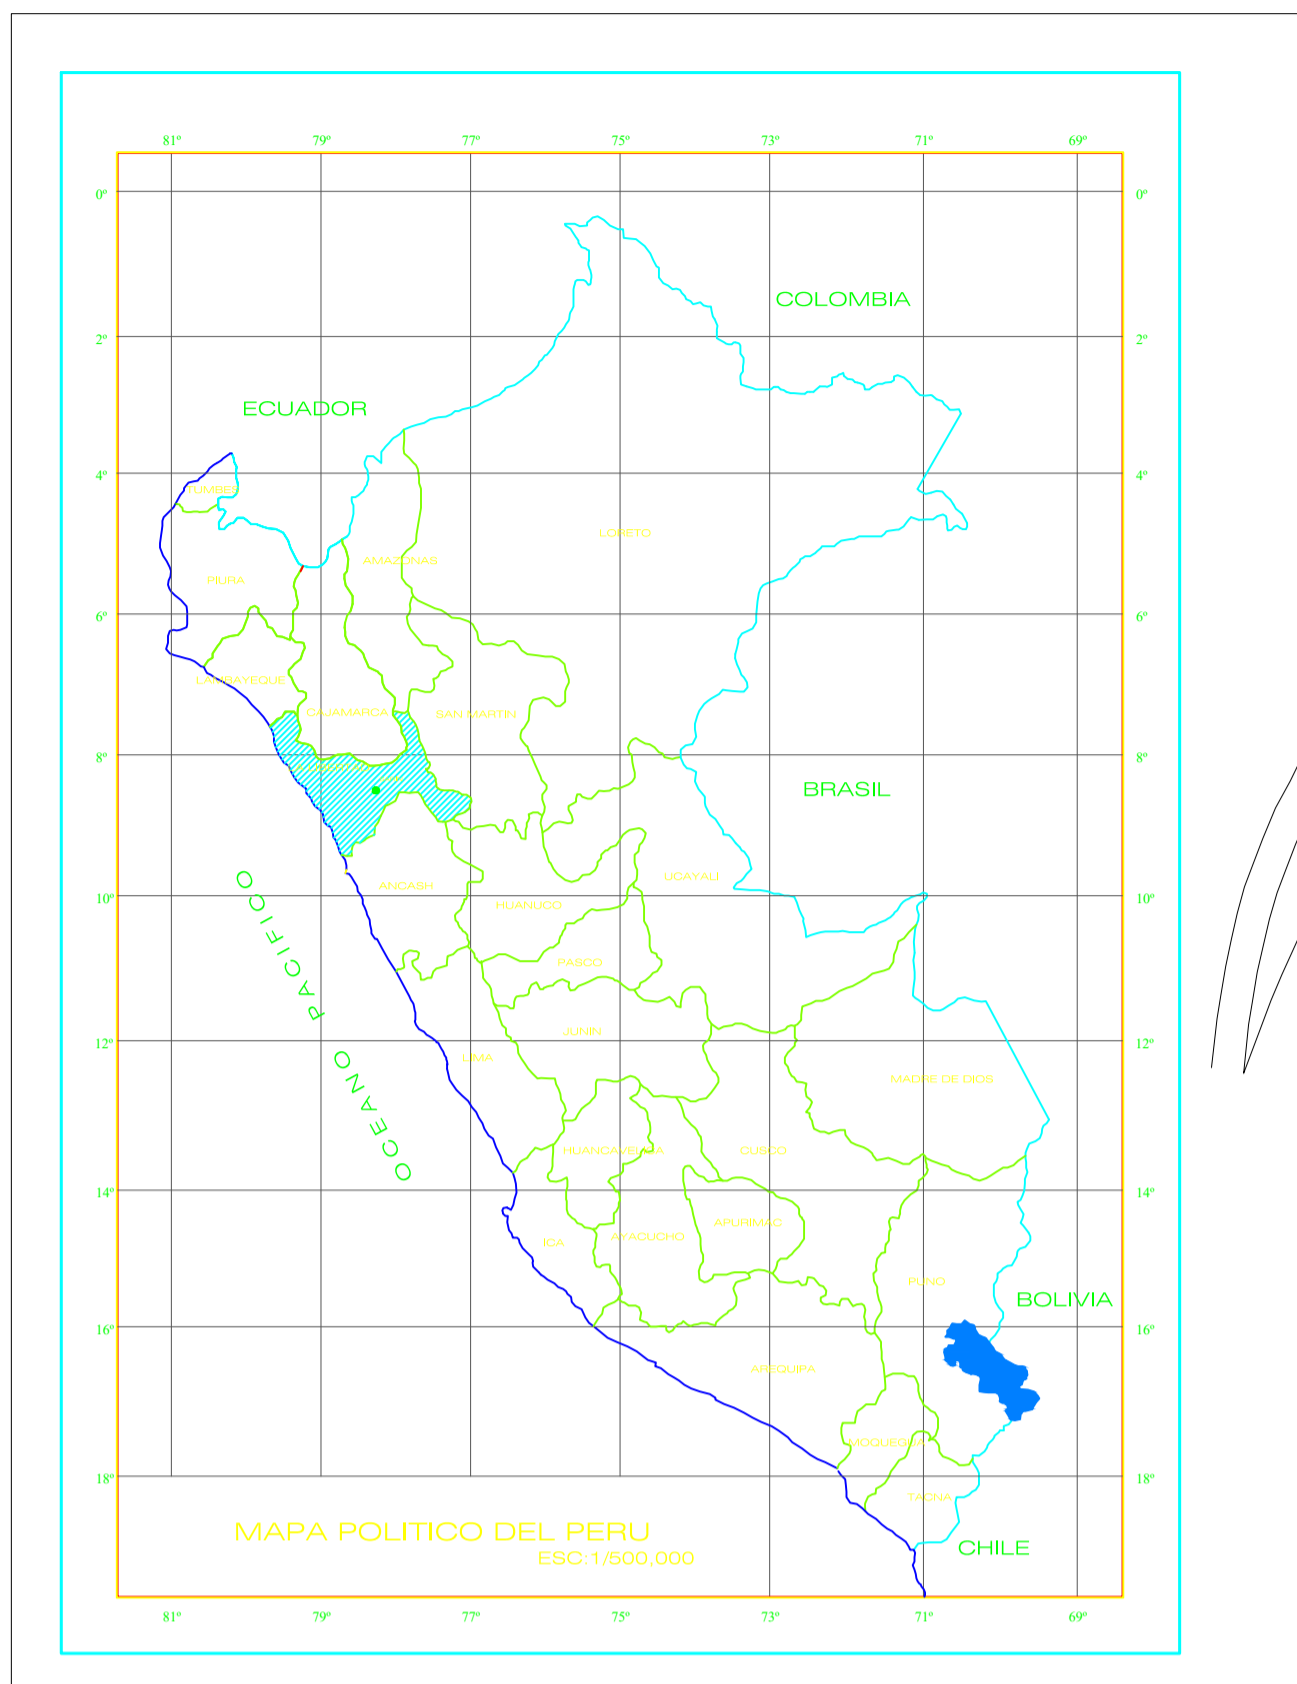 81º 79º 77º 75º 73º 71º 69º
0º 0º
COLOMBIA
2º 2º
ECUADOR
4º 4º
TUMBES
LORETO
AMAZONAS
PIURA
6º 6º
LAMBAYEQUE
CAJAMARCA
SAN MARTIN
8º 8º
BRASIL
UCAYALI
ANCASH
10º 10º
HUANUCO
PASCO
OCEANO PACIFICO
JUNIN
12º 12º
LIMA
MADRE DE DIOS
HUANCAVELICA
CUSCO
14º 14º
APURIMAC
AYACUCHO
ICA
PUNO
BOLIVIA
16º 16º
AREQUIPA
MOQUEGUA
18º 18º
TACNA
MAPA POLITICO DEL PERU
CHILE
ESC:1/500,000
81º 79º 77º 75º 73º 71º 69º